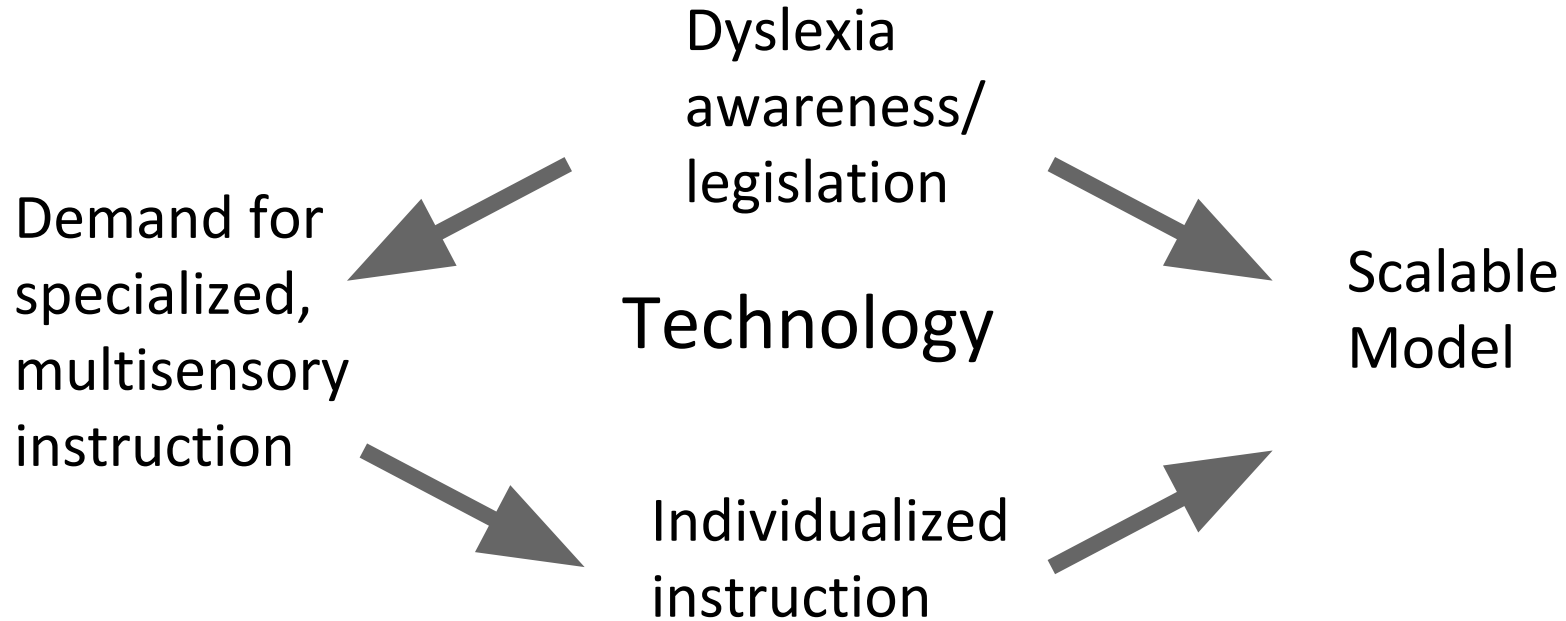 Dyslexia
awareness/
legislation
Demand for
specialized,
multisensory
instruction
Technology
Scalable
Model
Individualized
instruction